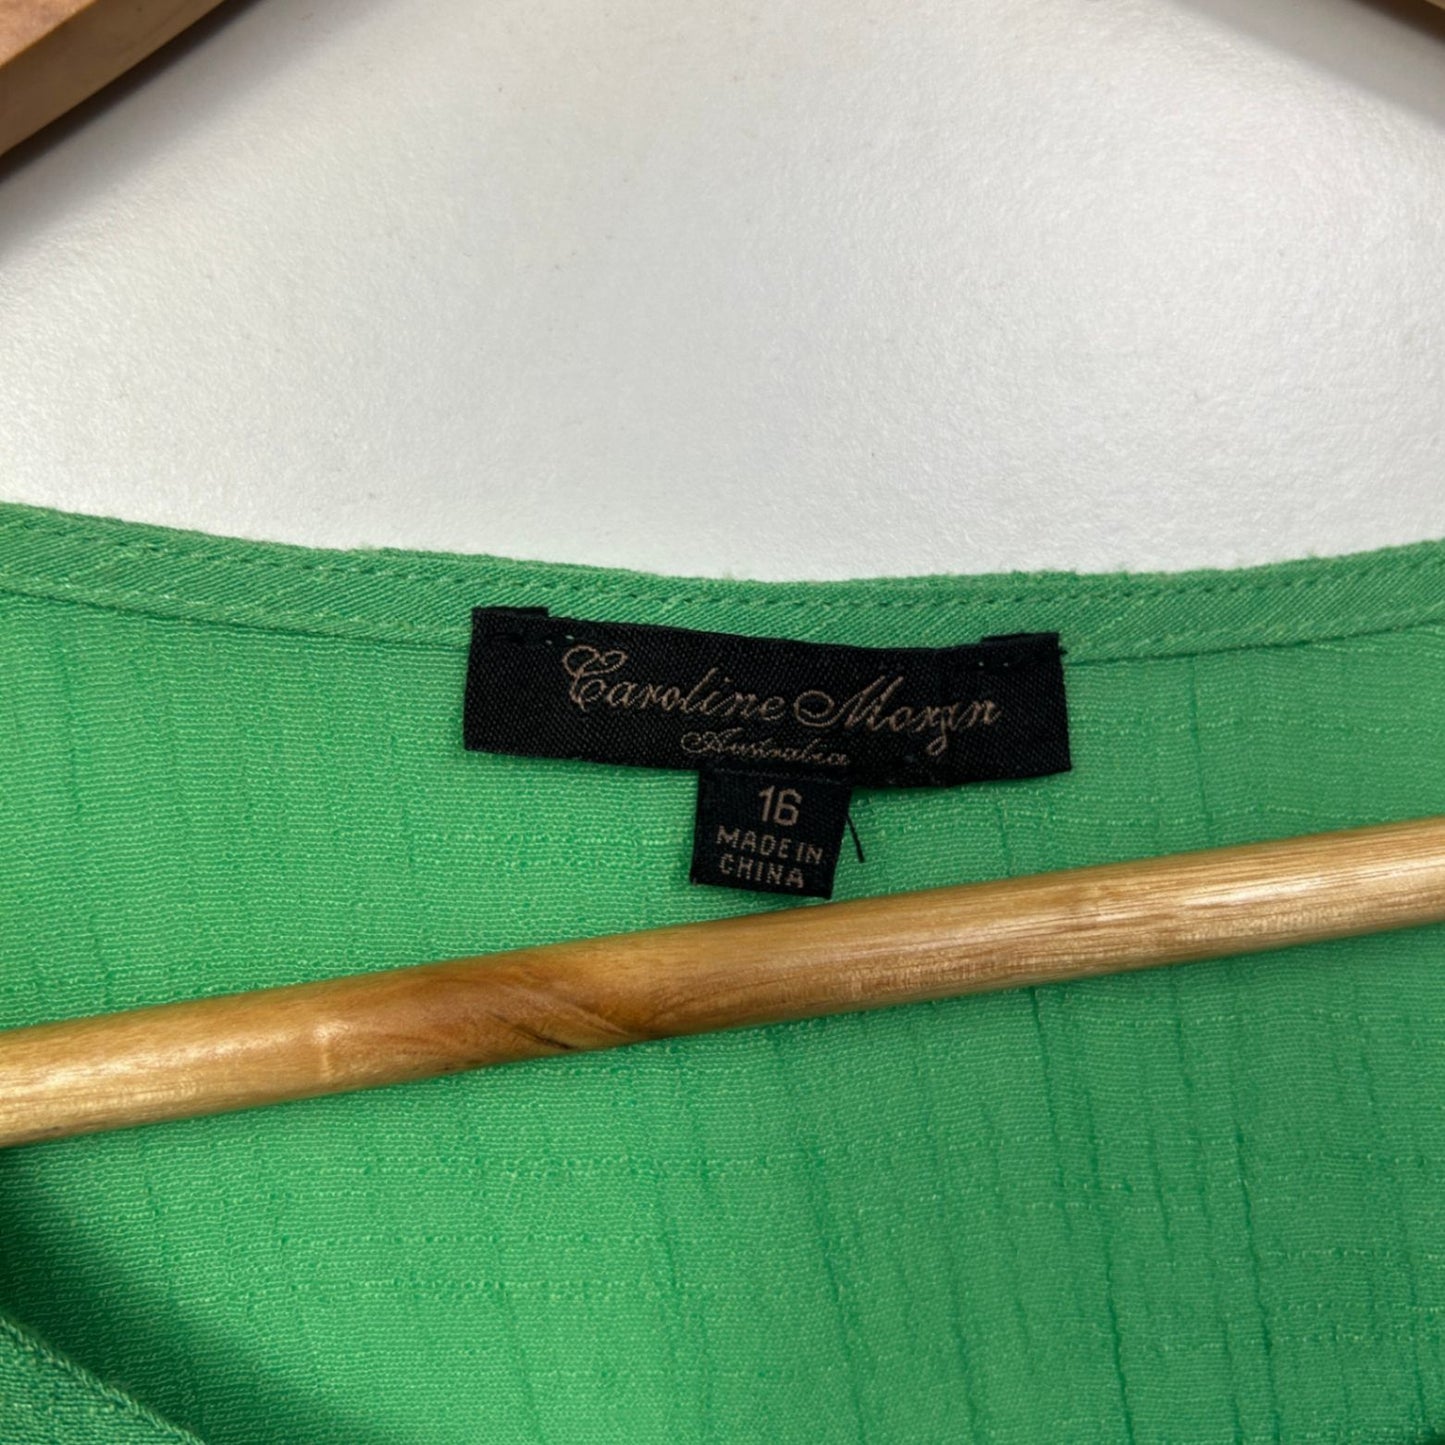 Caroline Morgan
Australia
16
MADE IN
CHINA